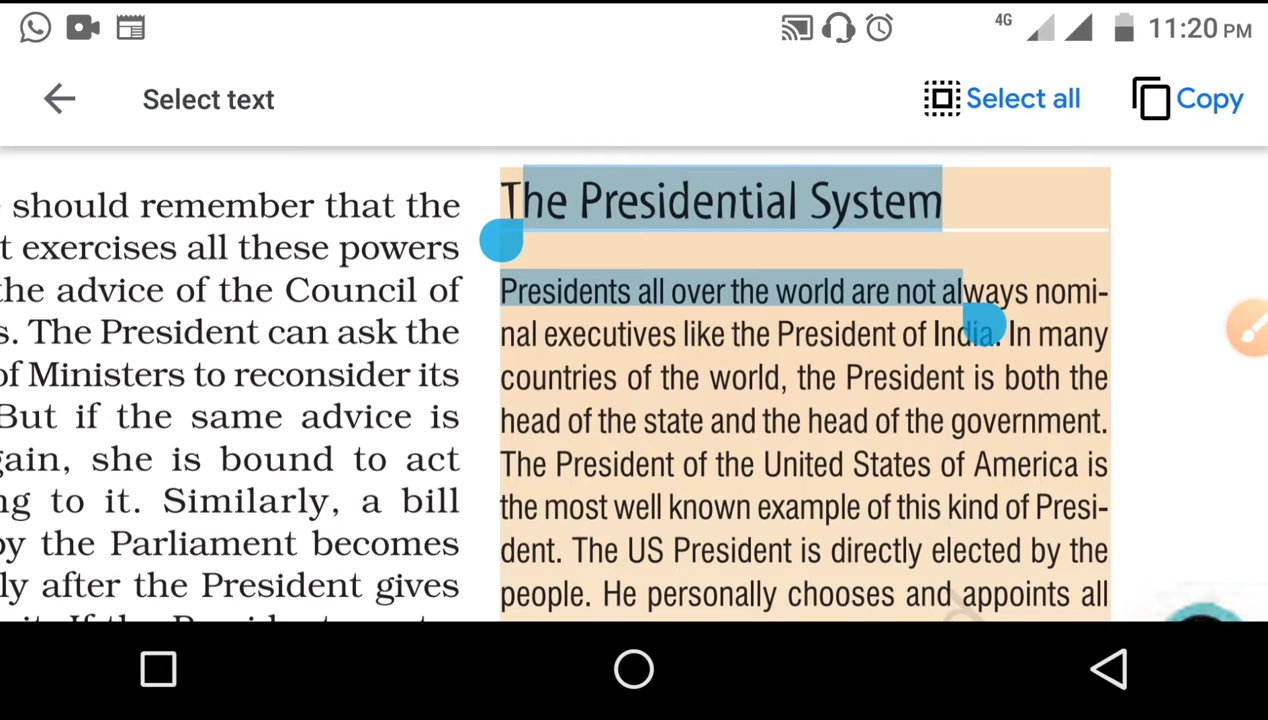 4G 11:20 PM
Select text
Select all
Copy
should remember that the
t exercises all these powers
the advice of the Council of
s. The President can ask the
of Ministers to reconsider its
But if the same advice is
gain, she is bound to act
ng to it. Similarly, a bill
by the Parliament becomes
ly after the President gives
The Presidential System
Presidents all over the world are not always nomi-
nal executives like the President of India. In many
countries of the world, the President is both the
head of the state and the head of the government.
The President of the United States of America is
the most well known example of this kind of Presi-
dent. The US President is directly elected by the
people. He personally chooses and appoints all